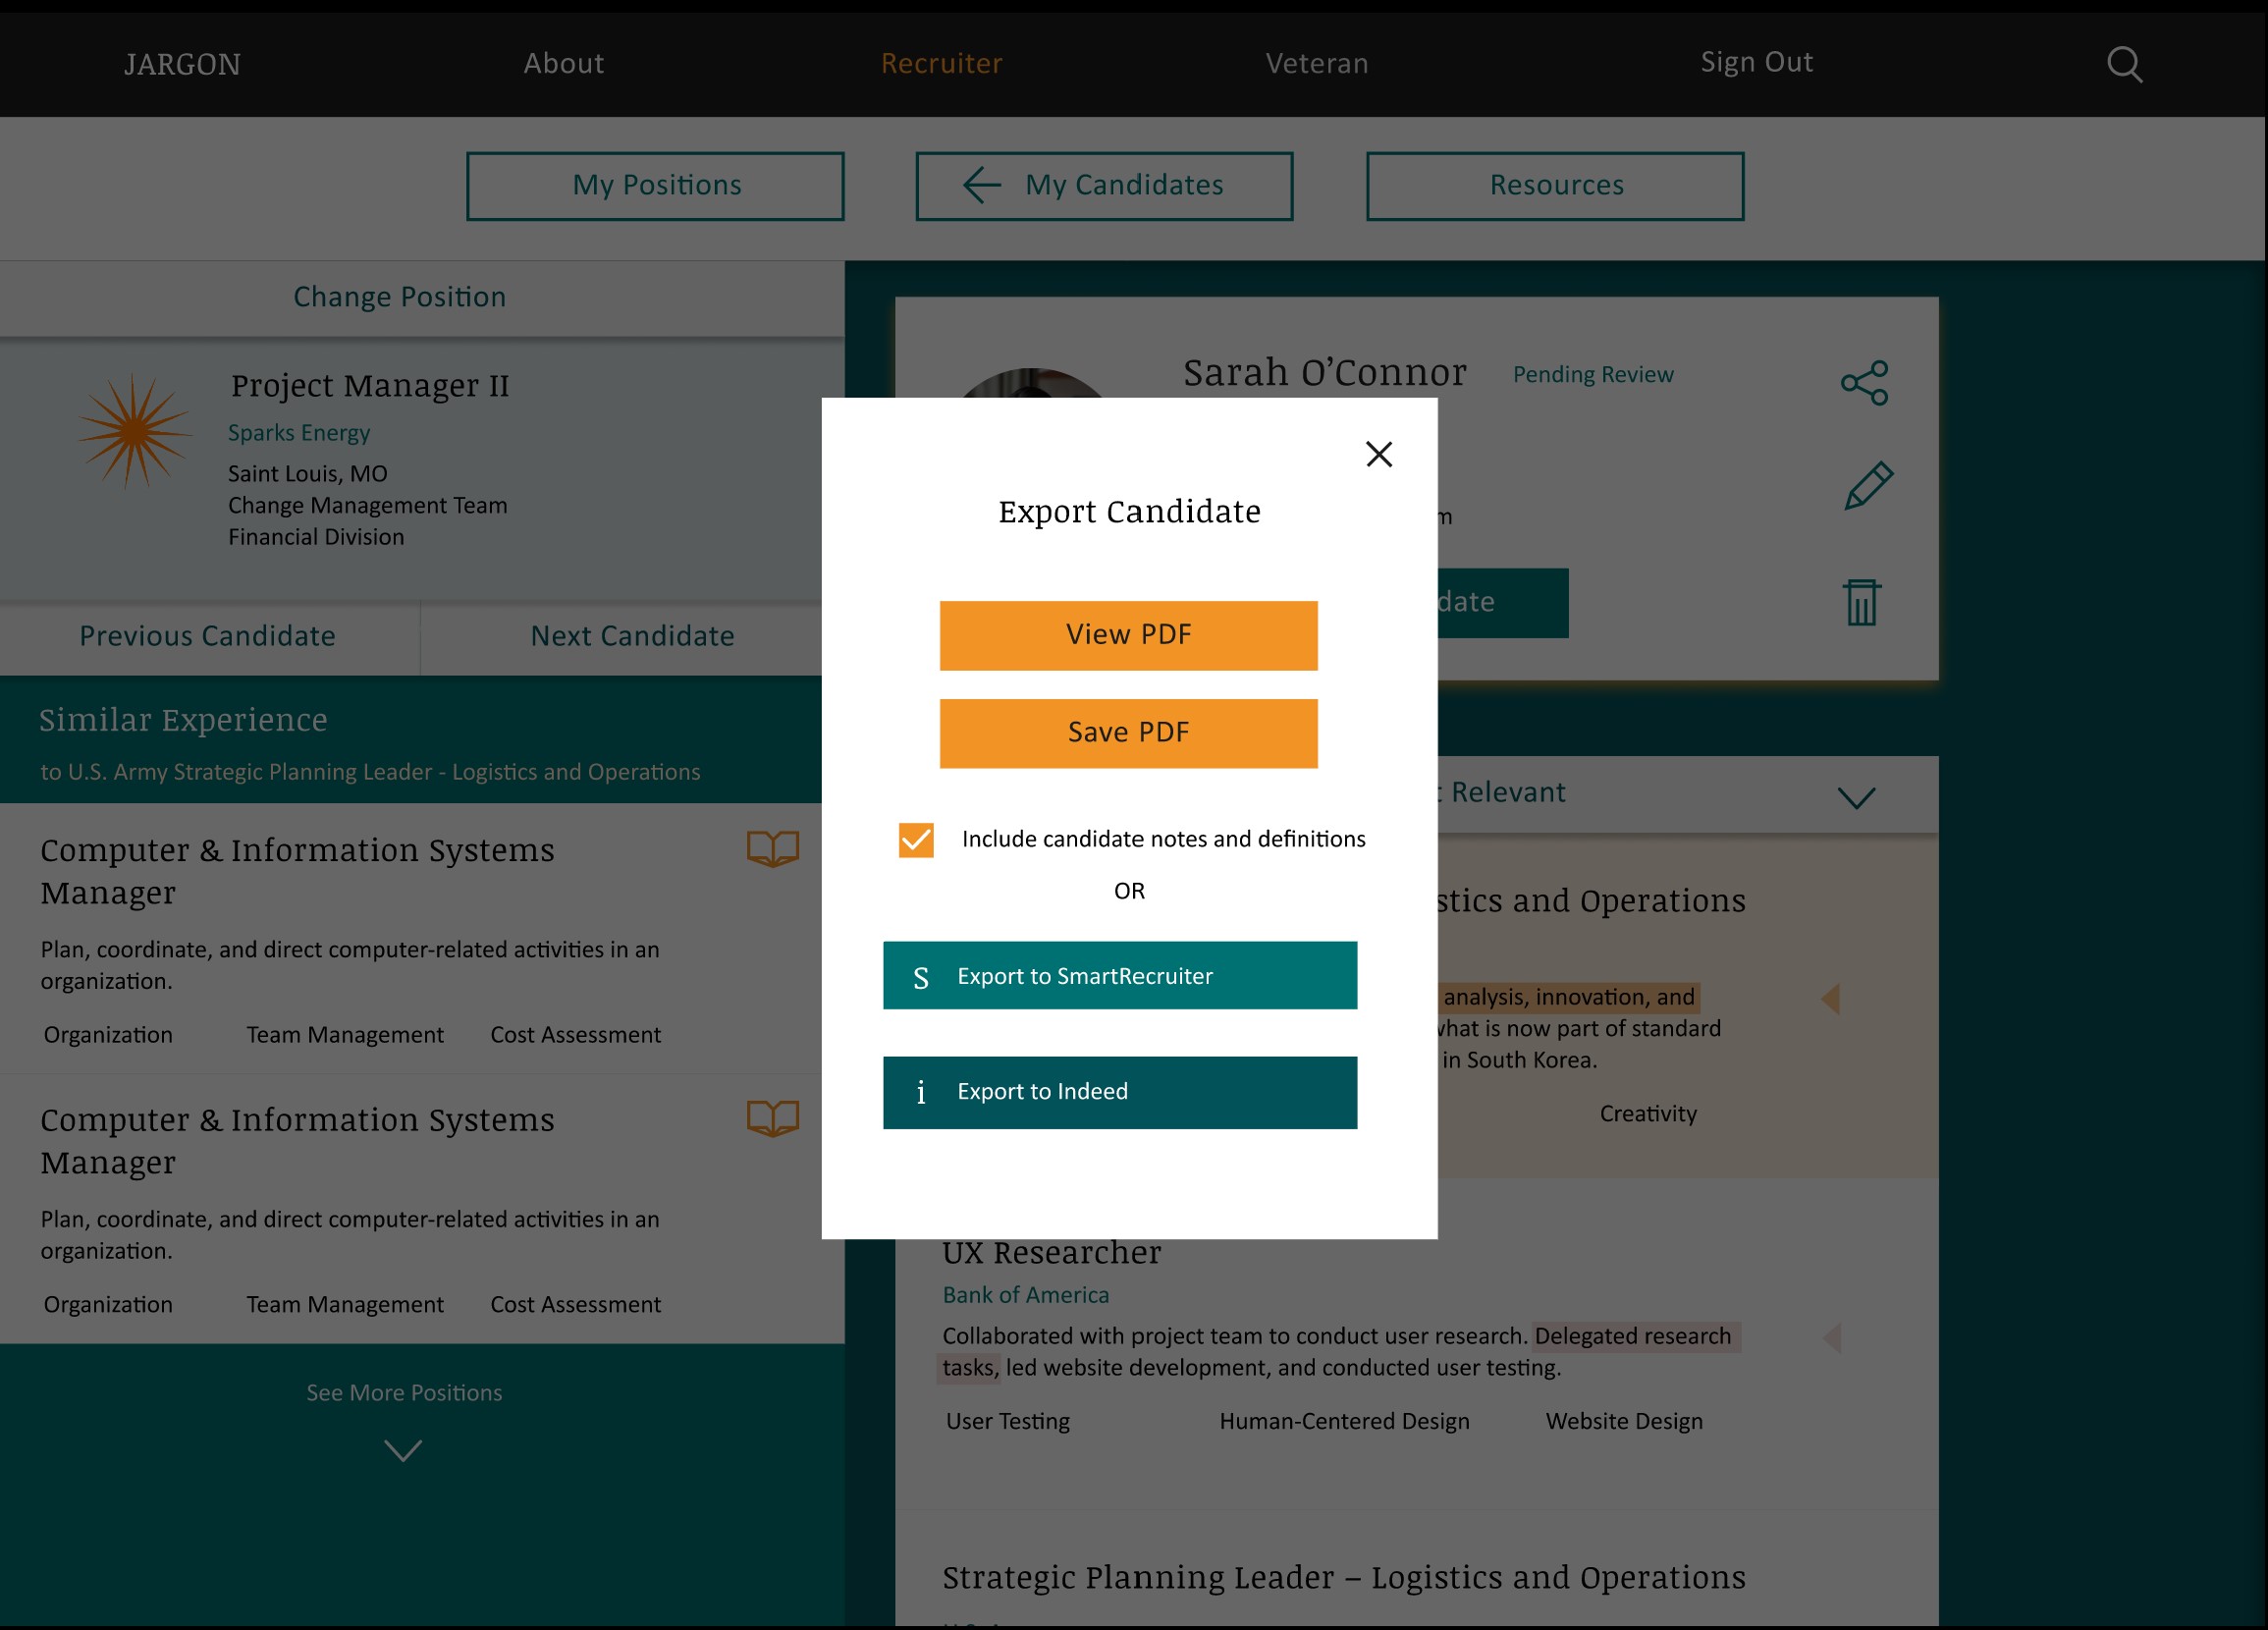 JARGON
About
Recruiter
Veteran
Sign Out
My Positions
My Candidates
Resources
Change Position
Project Manager II
Sparks Energy
Saint Louis, MO
Change Management Team
Financial Division
Previous Candidate
Next Candidate
Similar Experience
to U.S. Army Strategic Planning Leader - Logistics and Operations
Computer & Information Systems
Manager
Plan, coordinate, and direct computer-related activities in an
organization.
Organization
Team Management
Cost Assessment
Computer & Information Systems
Manager
Plan, coordinate, and direct computer-related activities in an
organization.
Organization
Team Management
Cost Assessment
See More Positions
Sarah O’Connor
Pending Review
Export Candidate
View PDF
Save PDF
Include candidate notes and definitions
OR
S Export to SmartRecruiter
i Export to Indeed
Relevant
and Operations
analysis, innovation, and
what is now part of standard
in South Korea.
Creativity
UX Researcher
Bank of America
Collaborated with project team to conduct user research. Delegated research
tasks, led website development, and conducted user testing.
User Testing
Human-Centered Design
Website Design
Strategic Planning Leader – Logistics and Operations